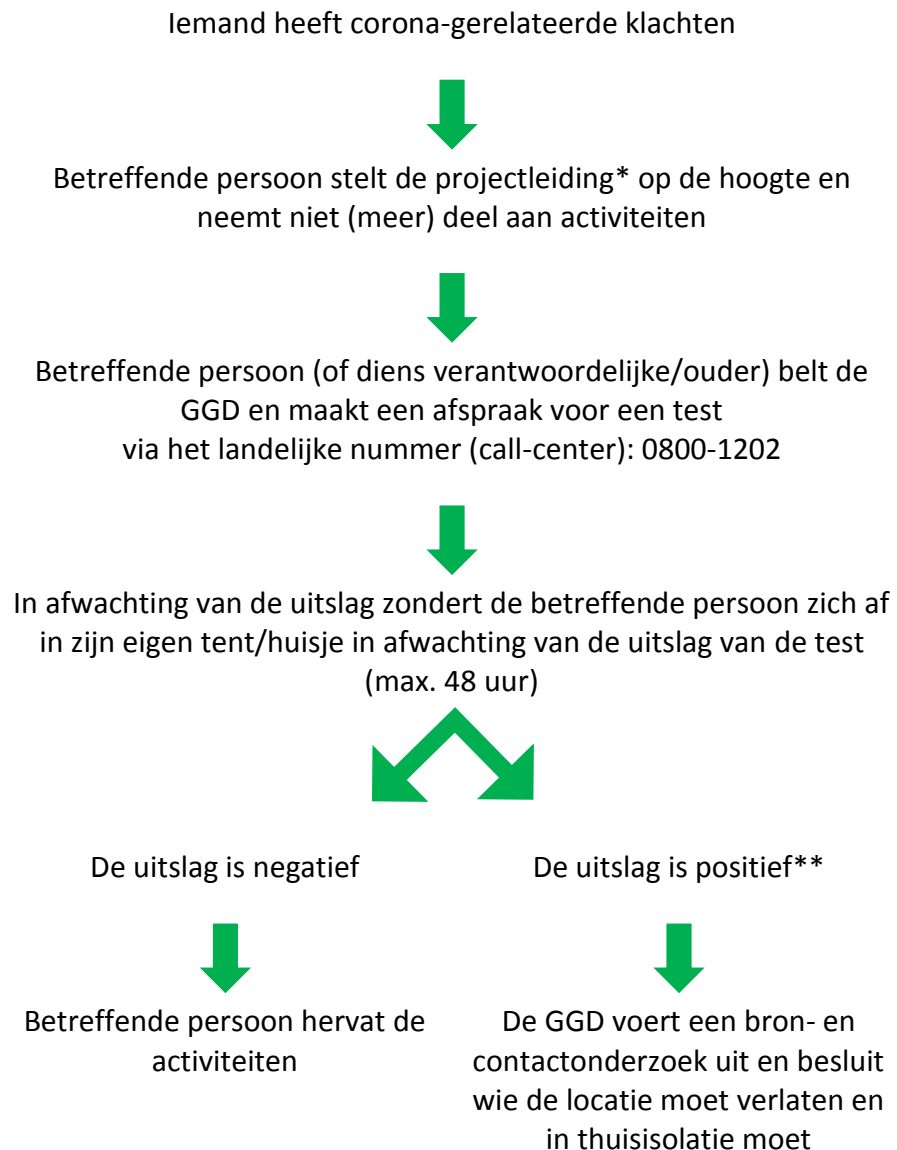 Iemand heeft corona-gerelateerde klachten
Betreffende persoon stelt de projectleiding* op de hoogte en
neemt niet (meer) deel aan activiteiten
Betreffende persoon (of diens verantwoordelijke/ouder) belt de
GGD en maakt een afspraak voor een test
via het landelijke nummer (call-center): 0800-1202
In afwachting van de uitslag zondert de betreffende persoon zich af
in zijn eigen tent/huisje in afwachting van de uitslag van de test
(max. 48 uur)
De uitslag is negatief
Betreffende persoon hervat de
activiteiten
De uitslag is positief**
De GGD voert een bron- en
contactonderzoek uit en besluit
wie de locatie moet verlaten en
in thuisisolatie moet